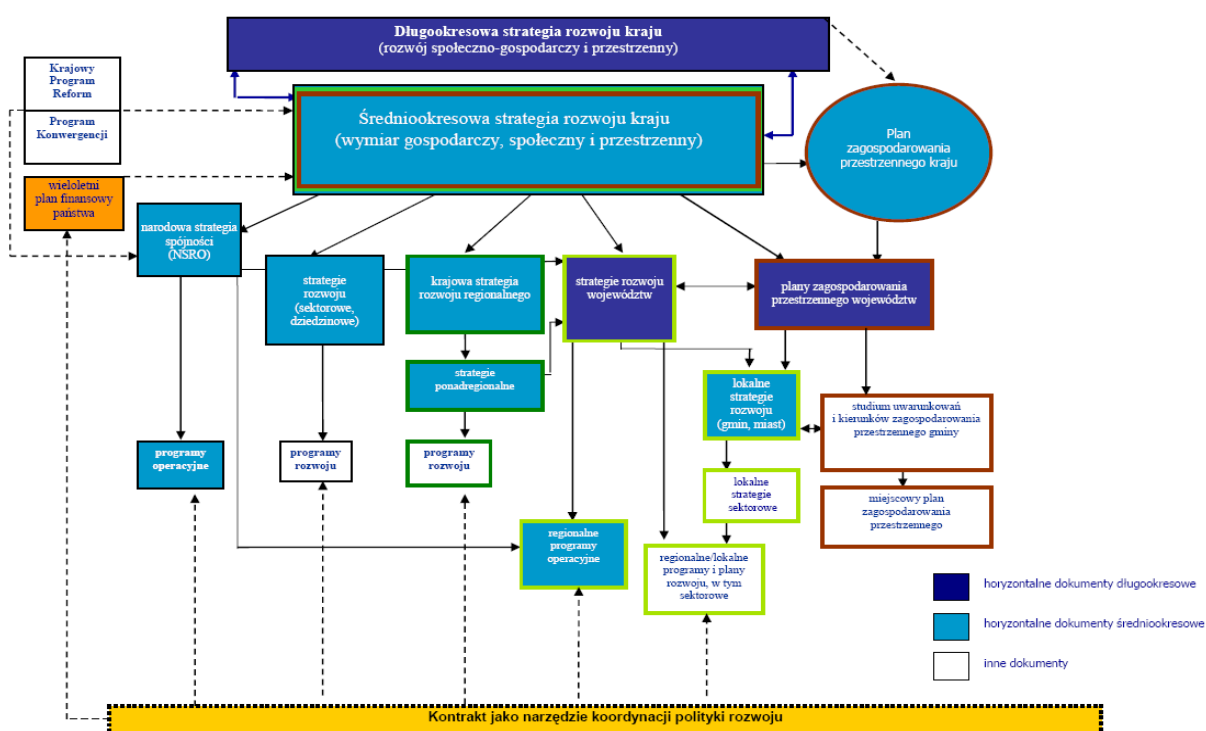 Długookresowa strategia rozwoju kraju
(rozwój społeczno-gospodarczy i przestrzenny)
Krajowy
Program
Reform
Program
Konwergencji
Średniookresowa strategia rozwoju kraju
(wymiar gospodarczy, społeczny i przestrzenny)
Plan
zagospodarowania
przestrzennego kraju
wieloletni
plan finansowy
państwa
narodowa strategia
spójności
(NSRO)
strategie
rozwoju
(sektorowe,
dziedzinowe)
krajowa strategia
rozwoju regionalnego
strategie rozwoju
województw
plany zagospodarowania
przestrzennego województw
strategie
ponadregionalne
lokalne
strategie
rozwoju
(gmin, miast)
studium uwarunkowań
i kierunków zagospodarowania
przestrzennego gminy
programy
operacyjne
programy
rozwoju
programy
rozwoju
lokalne
strategie
sektorowe
miejscowy plan
zagospodarowania
przestrzennego
regionalne
programy
operacyjne
regionalne/lokalne
programy i plany
rozwoju, w tym
sektorowe
horyzontalne dokumenty długookresowe
horyzontalne dokumenty średniookresowe
inne dokumenty
Kontrakt jako narzędzie koordynacji polityki rozwoju